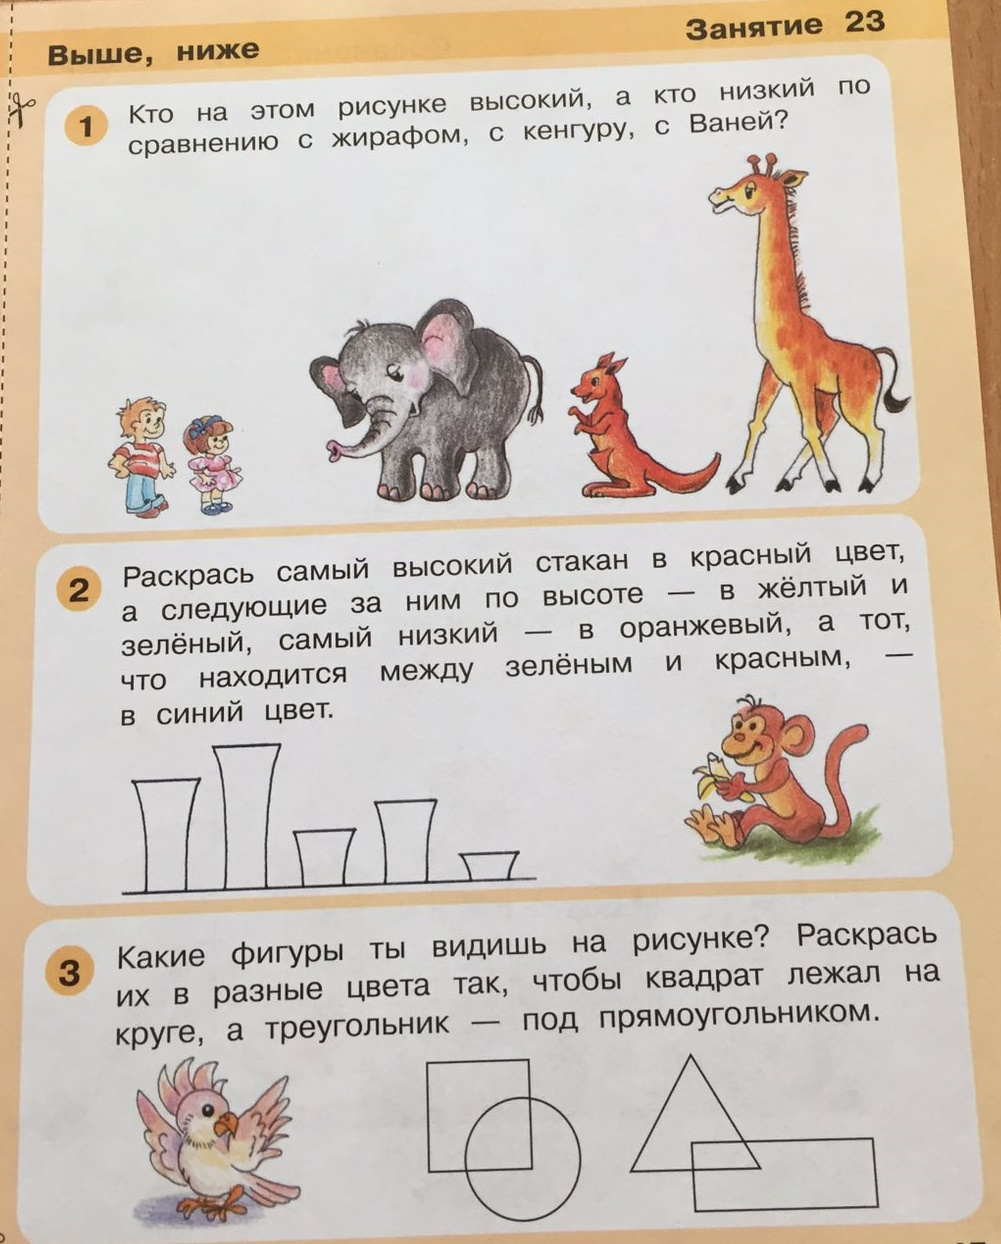 Выше, ниже
Занятие 23
1
Кто на этом рисунке высокий, а кто низкий по
сравнению с жирафом, с кенгуру, с Ваней?
2
Раскрась самый высокий стакан в красный цвет,
а следующие за ним по высоте — в жёлтый и
зелёный, самый низкий — в оранжевый, а тот,
что находится между зелёным и красным, —
в синий цвет.
3
Какие фигуры ты видишь на рисунке? Раскрась
их в разные цвета так, чтобы квадрат лежал на
круге, а треугольник — под прямоугольником.